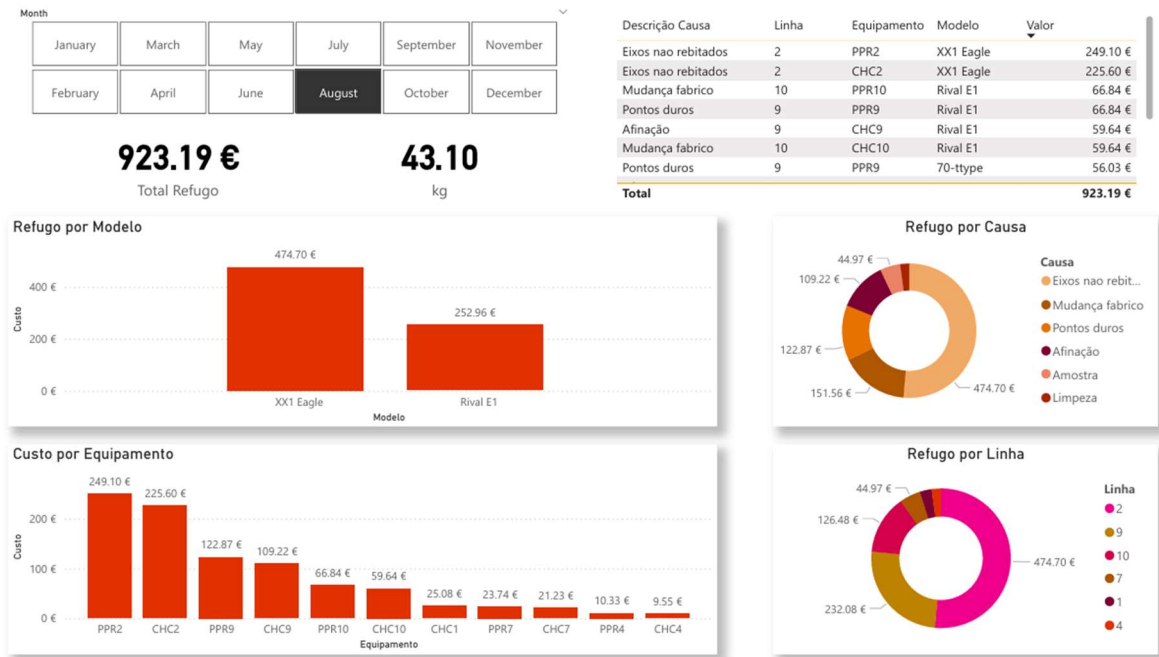 Month
January March May July September November
February April June August October December
923.19 €
Total Refugo
43.10
kg
Descrição Causa Linha Equipamento Modelo Valor
Eixos nao rebitados 2 PPR2 XX1 Eagle 249.10 €
Eixos nao rebitados 2 CHC2 XX1 Eagle 225.60 €
Mudança fabrico 10 PPR10 Rival E1 66.84 €
Pontos duros 9 PPR9 Rival E1 66.84 €
Afinação 9 CHC9 Rival E1 59.64 €
Mudança fabrico 10 CHC10 Rival E1 59.64 €
Pontos duros 9 PPR9 70-ttype 56.03 €
Total 923.19 €
Refugo por Modelo
474.70 €
252.96 €
400 €
200 €
0 €
Custo
XX1 Eagle Rival E1
Modelo
Refugo por Causa
44.97 €
109.22 €
122.87 €
151.56 €
474.70 €
Causa
Eixos nao rebit...
Mudança fabrico
Pontos duros
Afinação
Amostra
Limpeza
Custo por Equipamento
249.10 € 225.60 € 122.87 € 109.22 € 66.84 € 59.64 € 25.08 € 23.74 € 21.23 € 10.33 € 9.55 €
200 €
100 €
0 €
Custo
PPR2 CHC2 PPR9 CHC9 PPR10 CHC10 CHC1 PPR7 CHC7 PPR4 CHC4
Equipamento
Refugo por Linha
44.97 €
126.48 €
232.08 €
474.70 €
Linha
2
9
10
7
1
4